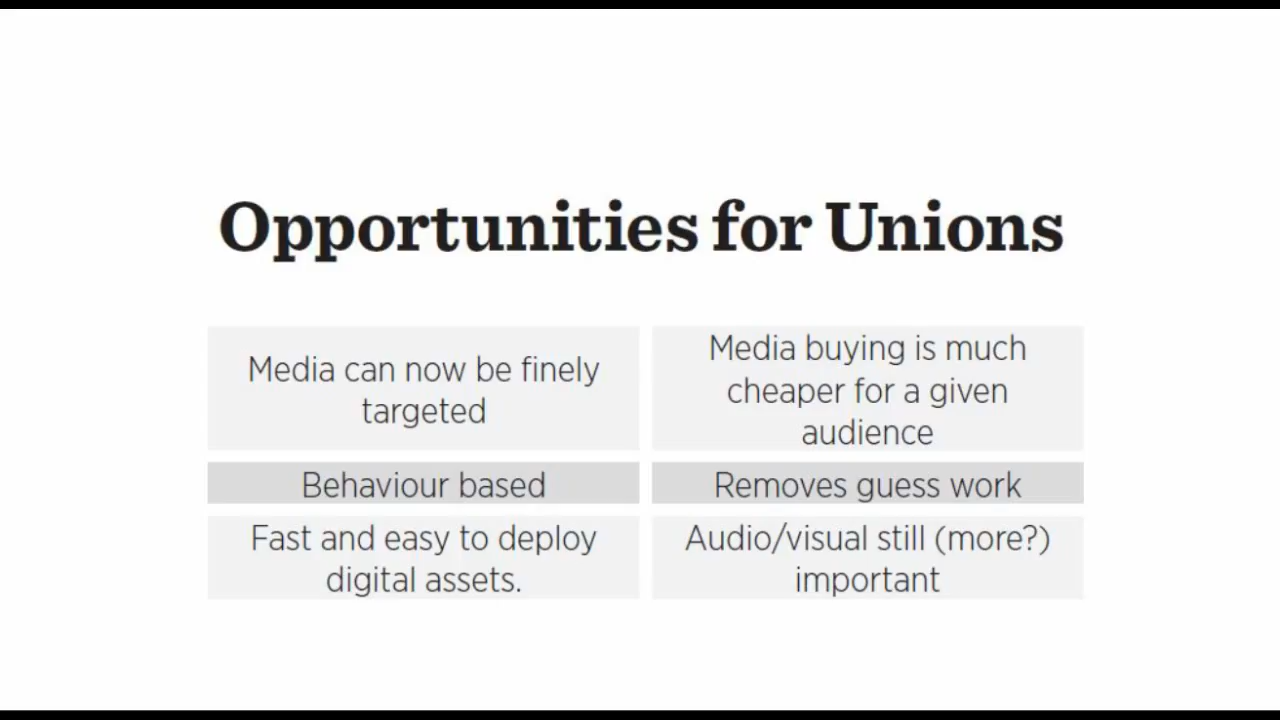 Opportunities for Unions
Media can now be finely
targeted
Media buying is much
cheaper for a given
audience
Behaviour based
Removes guess work
Fast and easy to deploy
digital assets.
Audio/visual still (more?)
important